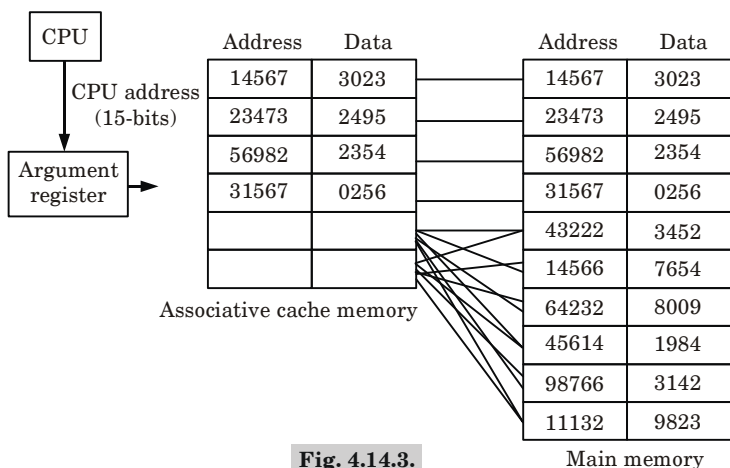 CPU
CPU address
(15-bits)
Argument
register
Address Data
14567 3023
23473 2495
56982 2354
31567 0256
Associative cache memory
Address Data
14567 3023
23473 2495
56982 2354
31567 0256
43222 3452
14566 7654
64232 8009
45614 1984
98766 3142
11132 9823
Main memory
Fig. 4.14.3.